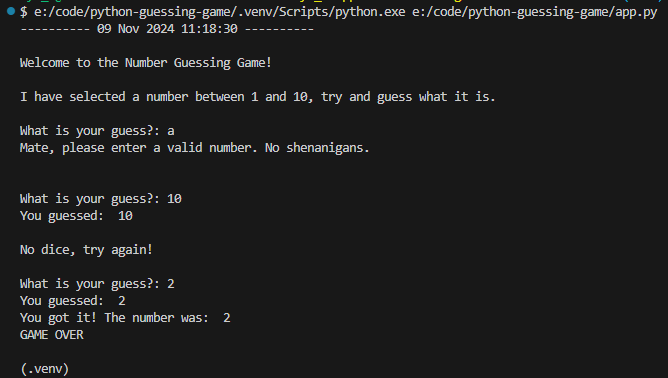 $ e:/code/python-guessing-game/.venv/Scripts/python.exe e:/code/python-guessing-game/app.py
---------- 09 Nov 2024 11:18:30 ----------
Welcome to the Number Guessing Game!
I have selected a number between 1 and 10, try and guess what it is.
What is your guess?: a
Mate, please enter a valid number. No shenanigans.
What is your guess?: 10
You guessed:  10
No dice, try again!
What is your guess?: 2
You guessed:  2
You got it! The number was:  2
GAME OVER
(.venv)